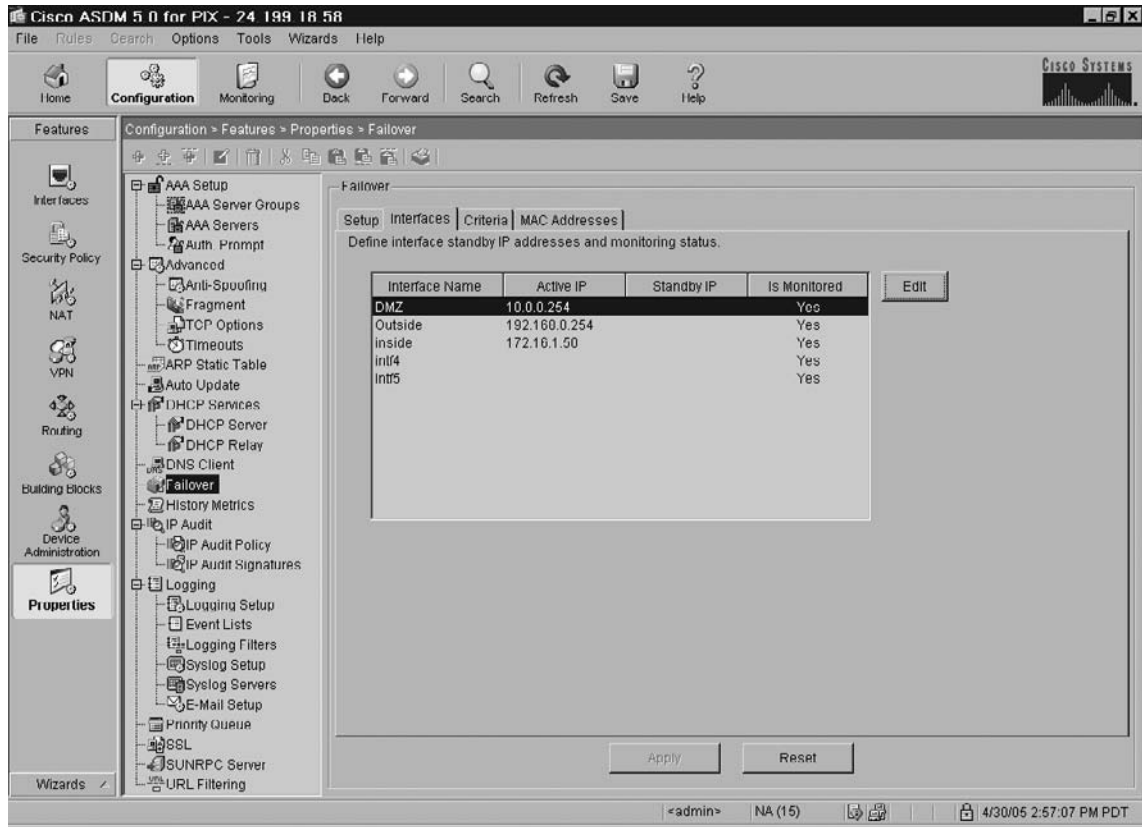 Cisco ASDM 5.0 for PIX - 24.199.18.58
File Rules Search Options Tools Wizards Help
Home Configuration Monitoring Back Forward Search Refresh Save Help
CISCO SYSTEMS
Features
Interfaces
Security Policy
NAT
VPN
Routing
Building Blocks
Device Administration
Properties
Wizards
Configuration > Features > Properties > Failover
AAA Setup
AAA Server Groups
AAA Servers
Auth. Prompt
Advanced
Anti-Spoofing
Fragment
TCP Options
Timeouts
ARP Static Table
Auto Update
DHCP Services
DHCP Server
DHCP Relay
DNS Client
Failover
History Metrics
IP Audit
IP Audit Policy
IP Audit Signatures
Logging
Logging Setup
Event Lists
Logging Filters
Syslog Setup
Syslog Servers
E-Mail Setup
Priority Queue
SSL
SUNRPC Server
URL Filtering
Failover
Setup Interfaces Criteria MAC Addresses
Define interface standby IP addresses and monitoring status.
Interface Name Active IP Standby IP Is Monitored
DMZ 10.0.0.254 Yes
Outside 192.168.0.254 Yes
inside 172.16.1.50 Yes
intf4 Yes
intf5 Yes
Edit
Apply Reset
<admin> NA (15) 4/30/05 2:57:07 PM PDT